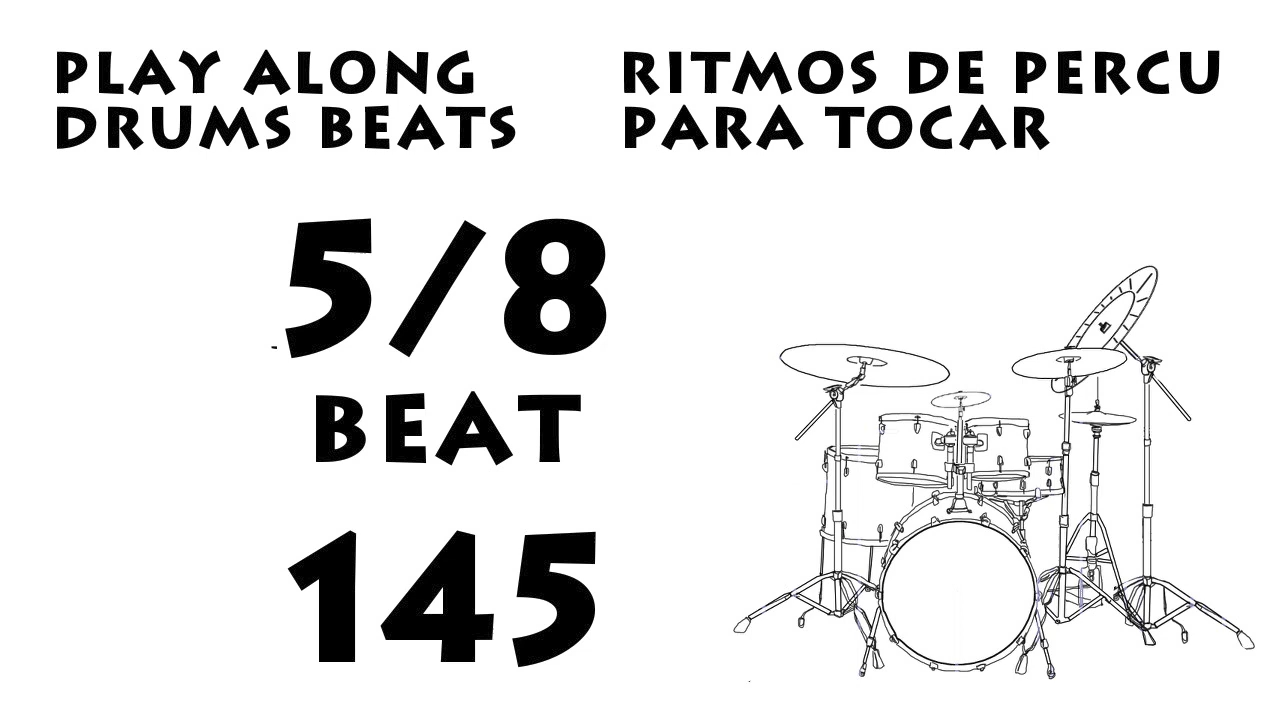 PLAY ALONG
DRUMS BEATS
RITMOS DE PERCU
PARA TOCAR
5/8
BEAT
145